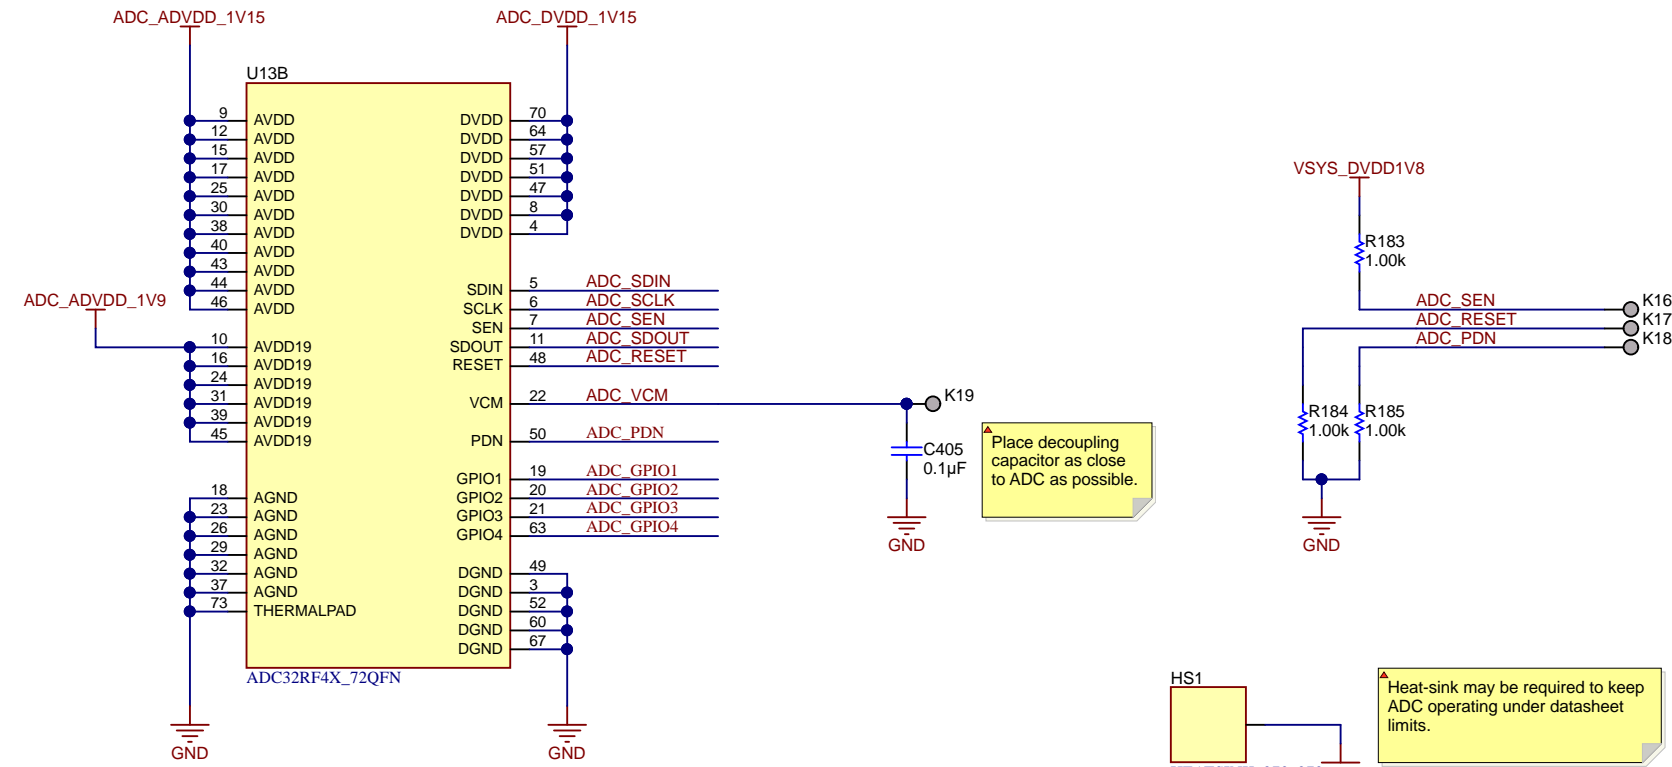 ADC_ADVDD_1V15
ADC_DVDD_1V15
U13B
9 AVDD
12 AVDD
15 AVDD
17 AVDD
25 AVDD
30 AVDD
38 AVDD
40 AVDD
43 AVDD
44 AVDD
46 AVDD
ADC_ADVDD_1V9
10 AVDD19
16 AVDD19
24 AVDD19
31 AVDD19
39 AVDD19
45 AVDD19
18 AGND
23 AGND
26 AGND
29 AGND
32 AGND
37 AGND
73 THERMALPAD
DVDD 70
DVDD 64
DVDD 57
DVDD 51
DVDD 47
DVDD 8
DVDD 4
SDIN 5 ADC_SDIN
SCLK 6 ADC_SCLK
SEN 7 ADC_SEN
SDOUT 11 ADC_SDOUT
RESET 48 ADC_RESET
VCM 22 ADC_VCM
PDN 50 ADC_PDN
GPIO1 19 ADC_GPIO1
GPIO2 20 ADC_GPIO2
GPIO3 21 ADC_GPIO3
GPIO4 63 ADC_GPIO4
DGND 49
DGND 3
DGND 52
DGND 60
DGND 67
ADC32RF4X_72QFN
GND
GND
K19
C405
0.1µF
GND
Place decoupling
capacitor as close
to ADC as possible.
VSYS_DVDD1V8
R183
1.00k
ADC_SEN K16
ADC_RESET K17
ADC_PDN K18
R184
1.00k
R185
1.00k
GND
HS1
Heat-sink may be required to keep
ADC operating under datasheet
limits.